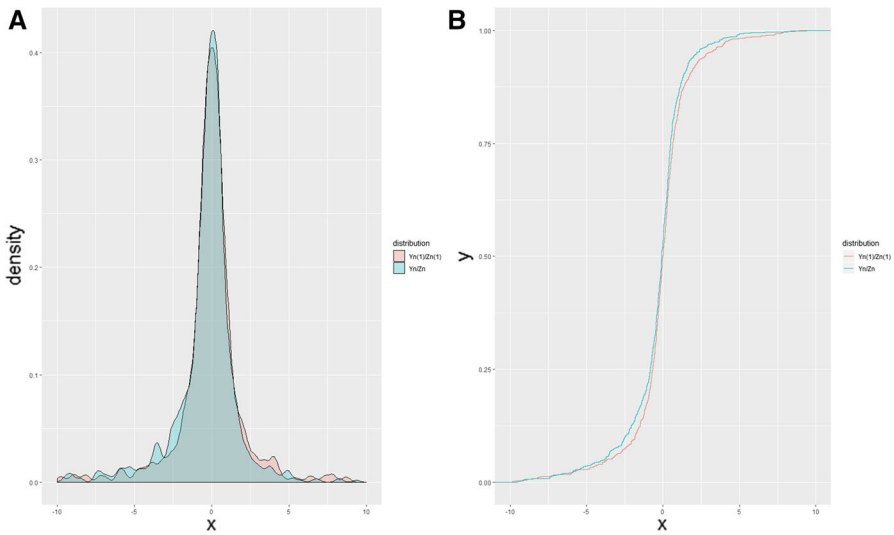 A
density
0.4
0.3
0.2
0.1
0.0
-10
-5
0
5
10
x
distribution
Yn(1)/Zn(1)
Yn/Zn
B
y
1.00
0.75
0.50
0.25
0.00
-10
-5
0
5
10
x
distribution
Yn(1)/Zn(1)
Yn/Zn